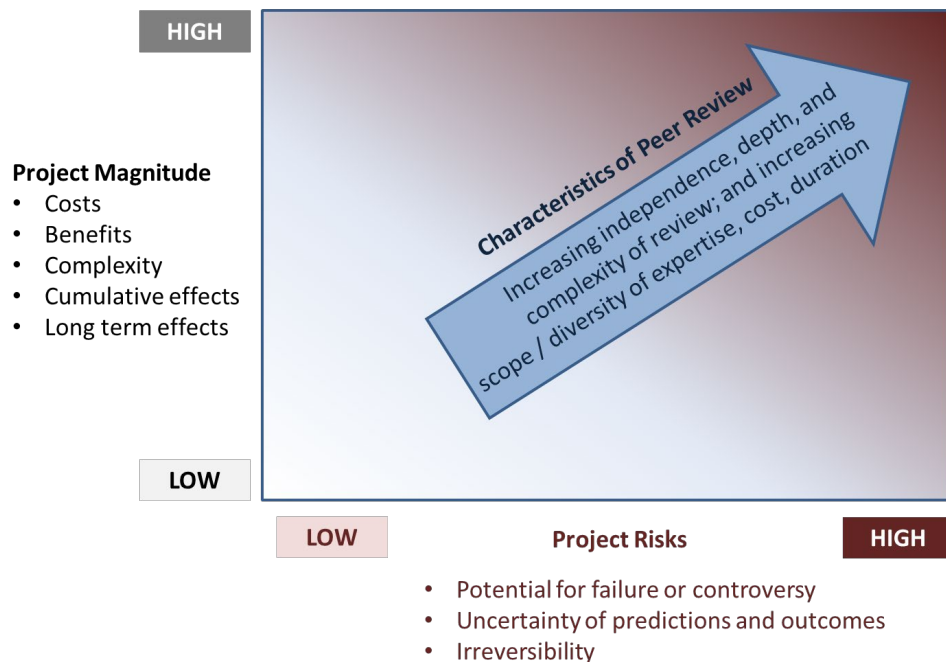 HIGH
Project Magnitude
• Costs
• Benefits
• Complexity
• Cumulative effects
• Long term effects
LOW
Characteristics of Peer Review
Increasing independence, depth, and
complexity of review; and increasing
scope / diversity of expertise, cost, duration
LOW
Project Risks
HIGH
• Potential for failure or controversy
• Uncertainty of predictions and outcomes
• Irreversibility